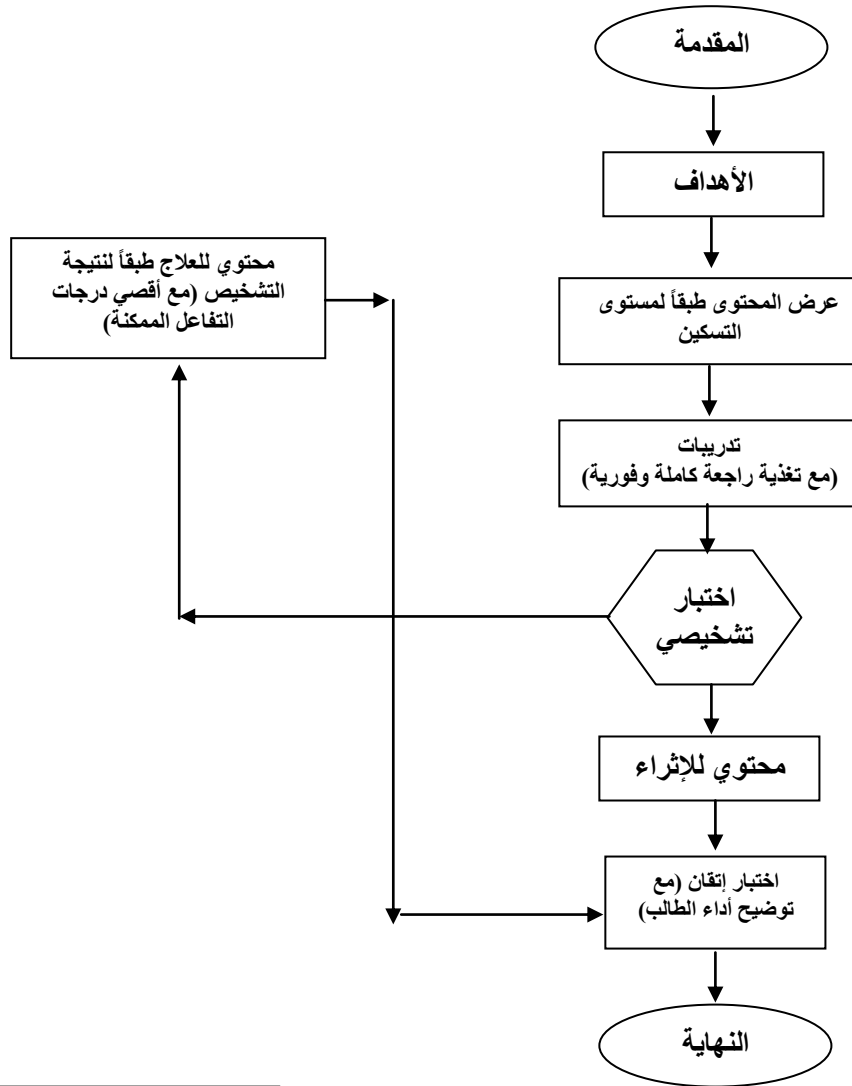 المقدمة
الأهداف
عرض المحتوى طبقاً لمستوى
التسكين
تدريبات
(مع تغذية راجعة كاملة وفورية)
اختبار
تشخيصي
محتوي للعلاج طبقاً لنتيجة
التشخيص (مع أقصي درجات
التفاعل الممكنة)
محتوي للإثراء
اختبار إتقان (مع
توضيح أداء الطالب)
النهاية